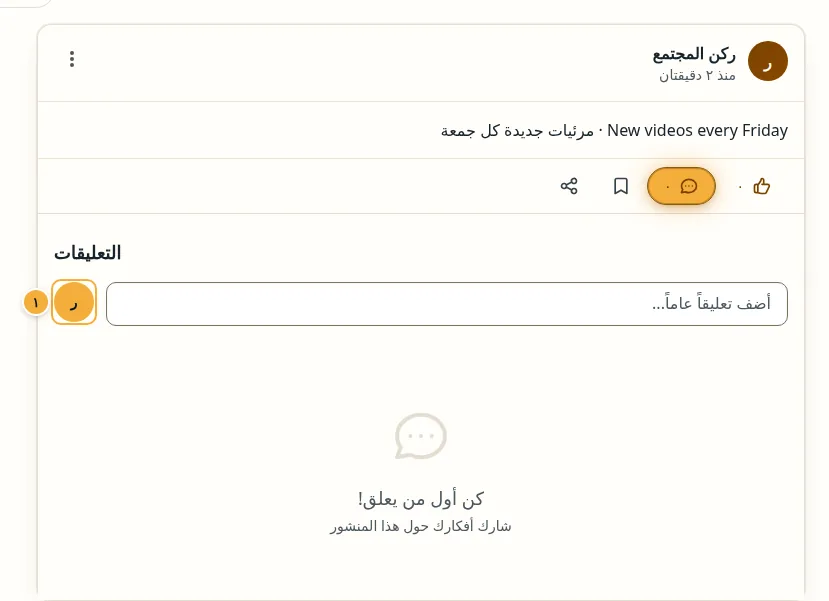 ر
ركن المجتمع
منذ ٢ دقيقتان
New videos every Friday · مرئيات جديدة كل جمعة
٠
٠
التعليقات
أضف تعليقاً عاماً...
ر
١
كن أول من يعلق!
شارك أفكارك حول هذا المنشور